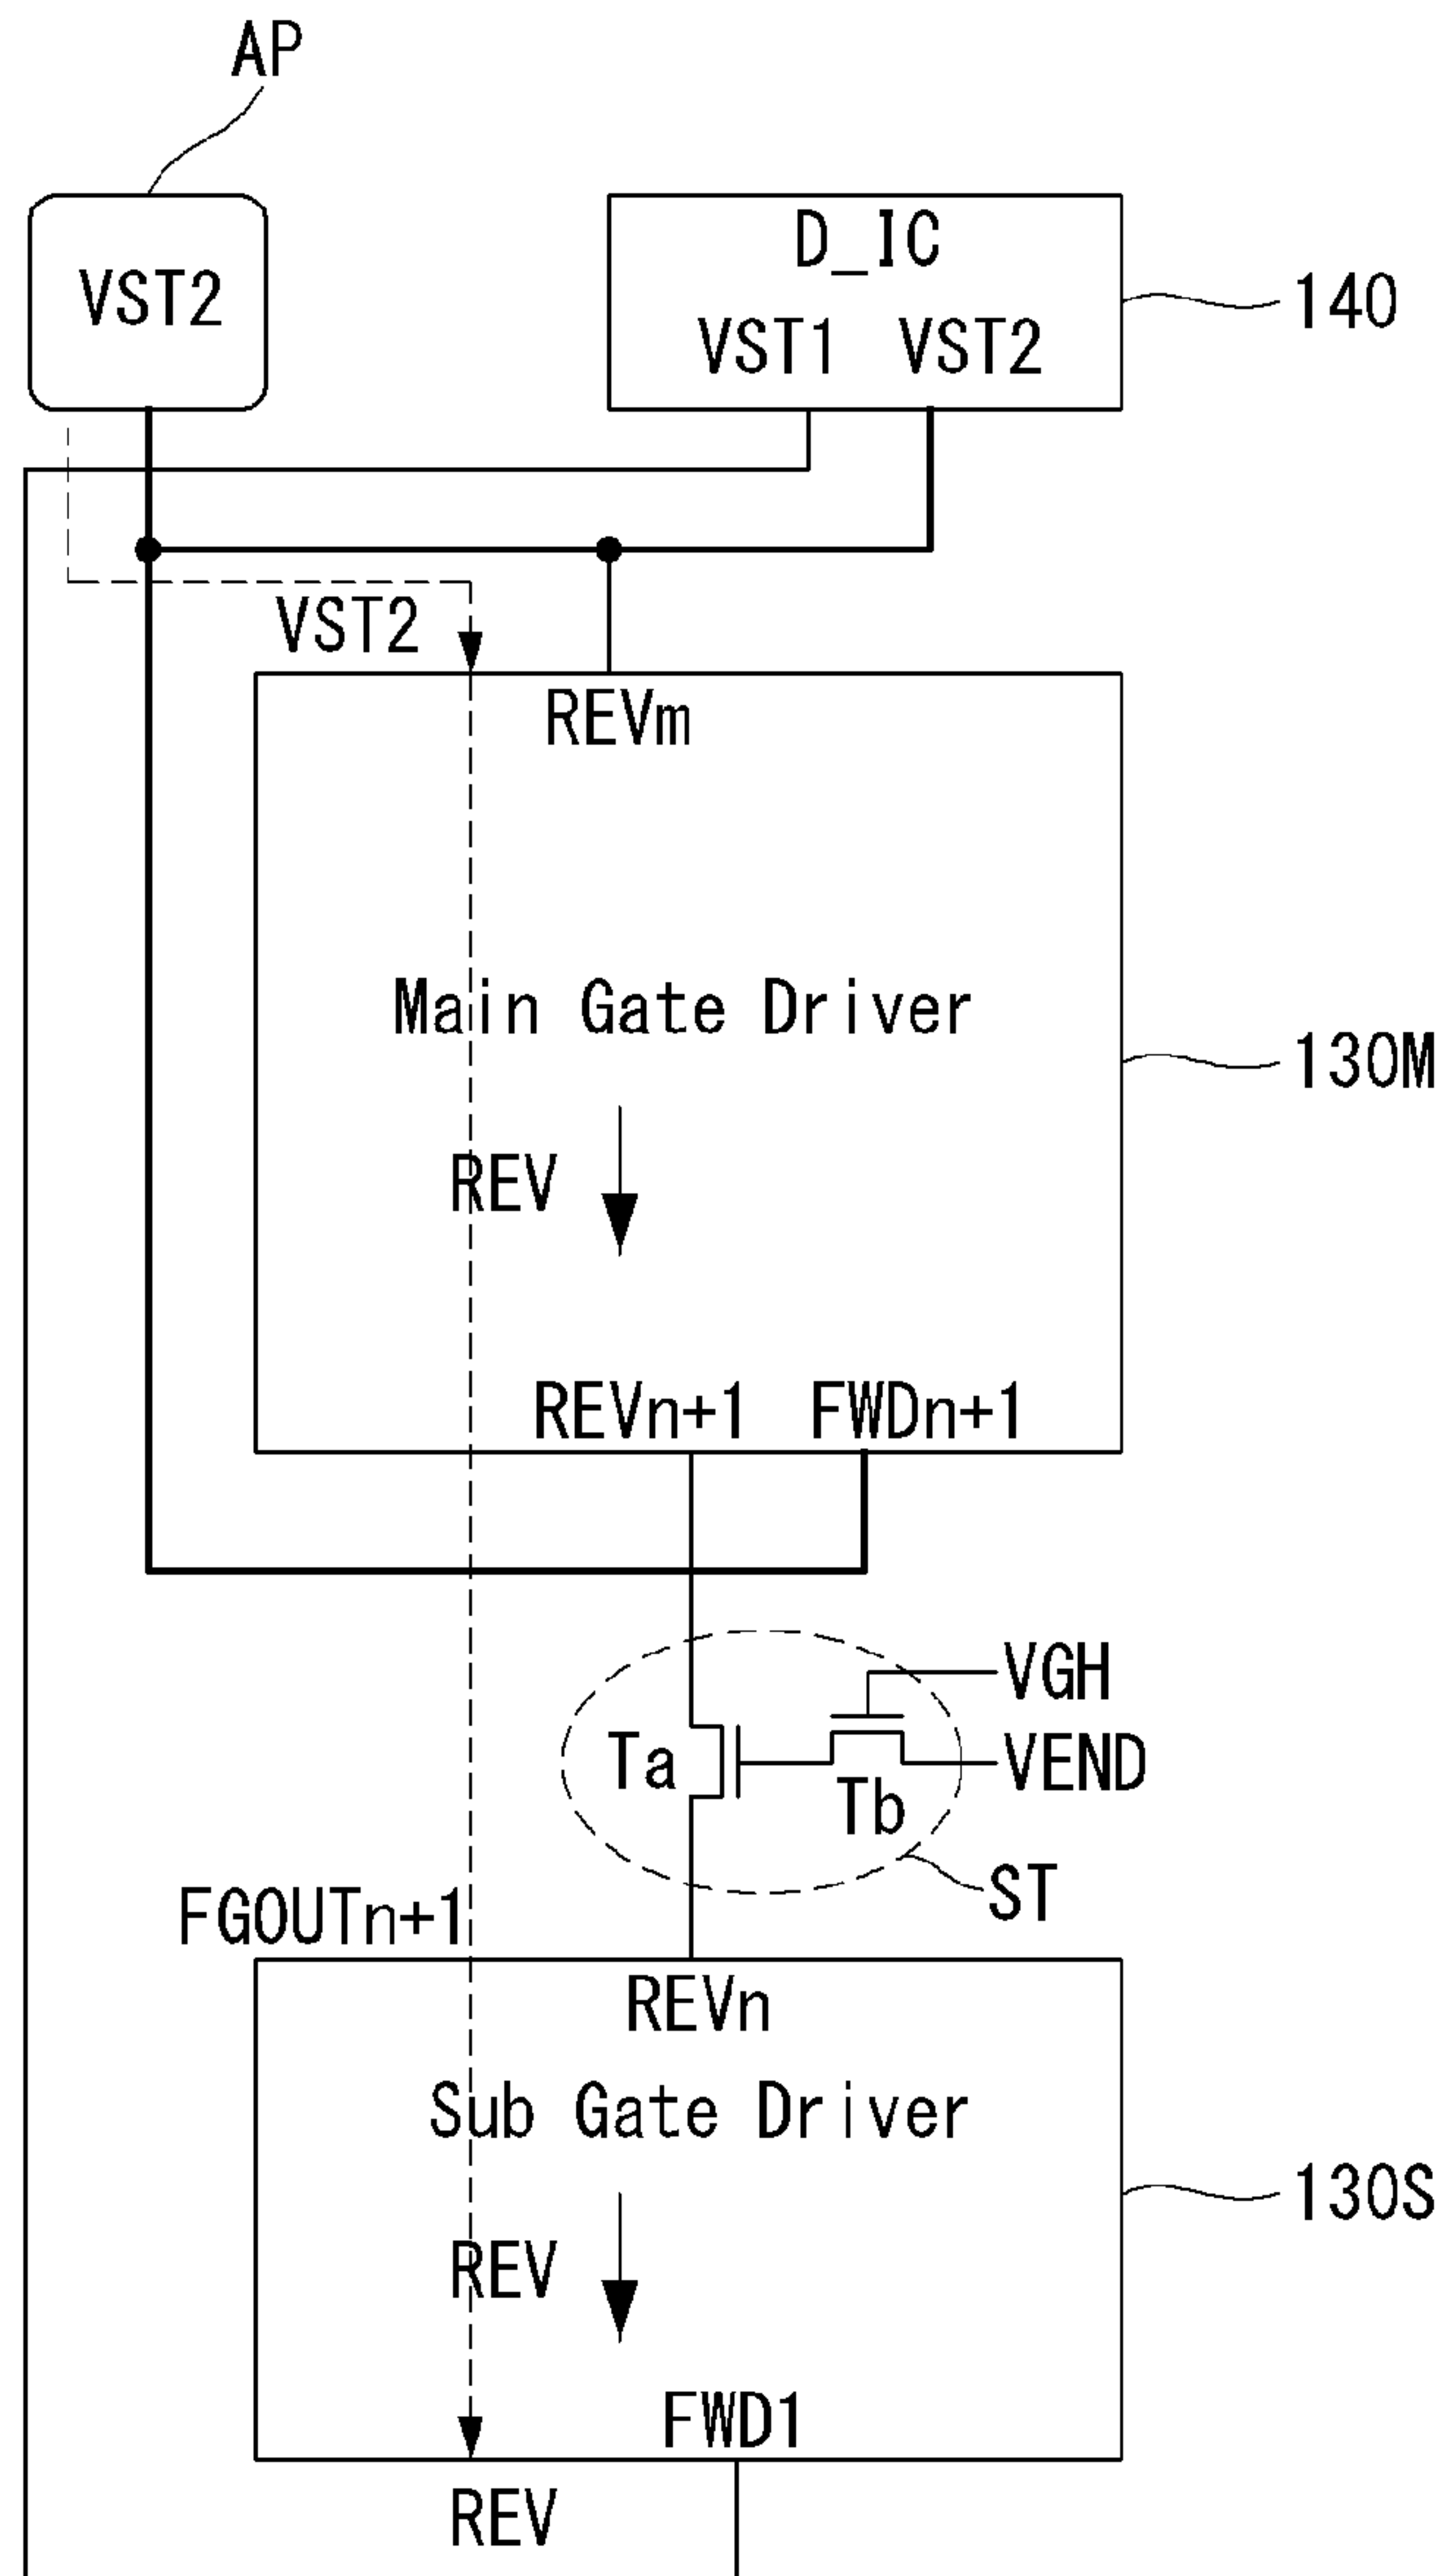 AP
VST2
D_IC
VST1 VST2
140
VST2
REVm
Main Gate Driver
130M
REV
REVn+1 FWDn+1
VGH
Ta
VEND
Tb
ST
FGOUTn+1
REVn
Sub Gate Driver
130S
REV
FWD1
REV